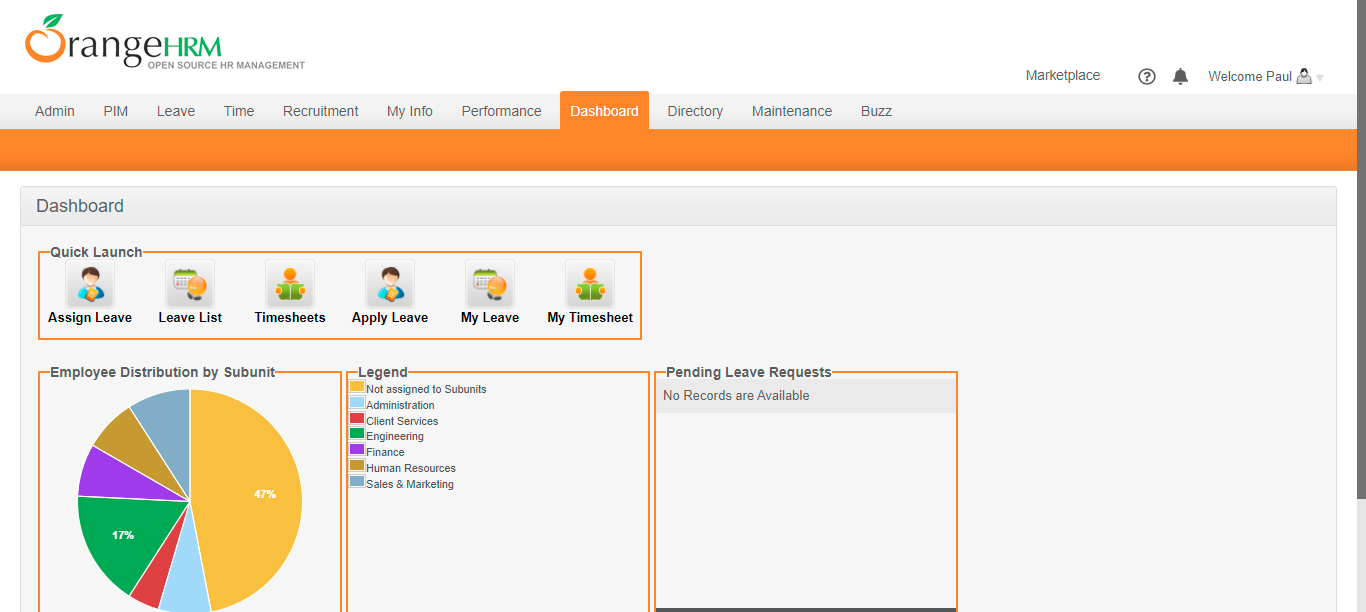 OrangeHRM
OPEN SOURCE HR MANAGEMENT
Marketplace ? Welcome Paul
Admin PIM Leave Time Recruitment My Info Performance Dashboard Directory Maintenance Buzz
Dashboard
Quick Launch
Assign Leave Leave List Timesheets Apply Leave My Leave My Timesheet
Employee Distribution by Subunit
47%
17%
Legend
Not assigned to Subunits
Administration
Client Services
Engineering
Finance
Human Resources
Sales & Marketing
Pending Leave Requests
No Records are Available